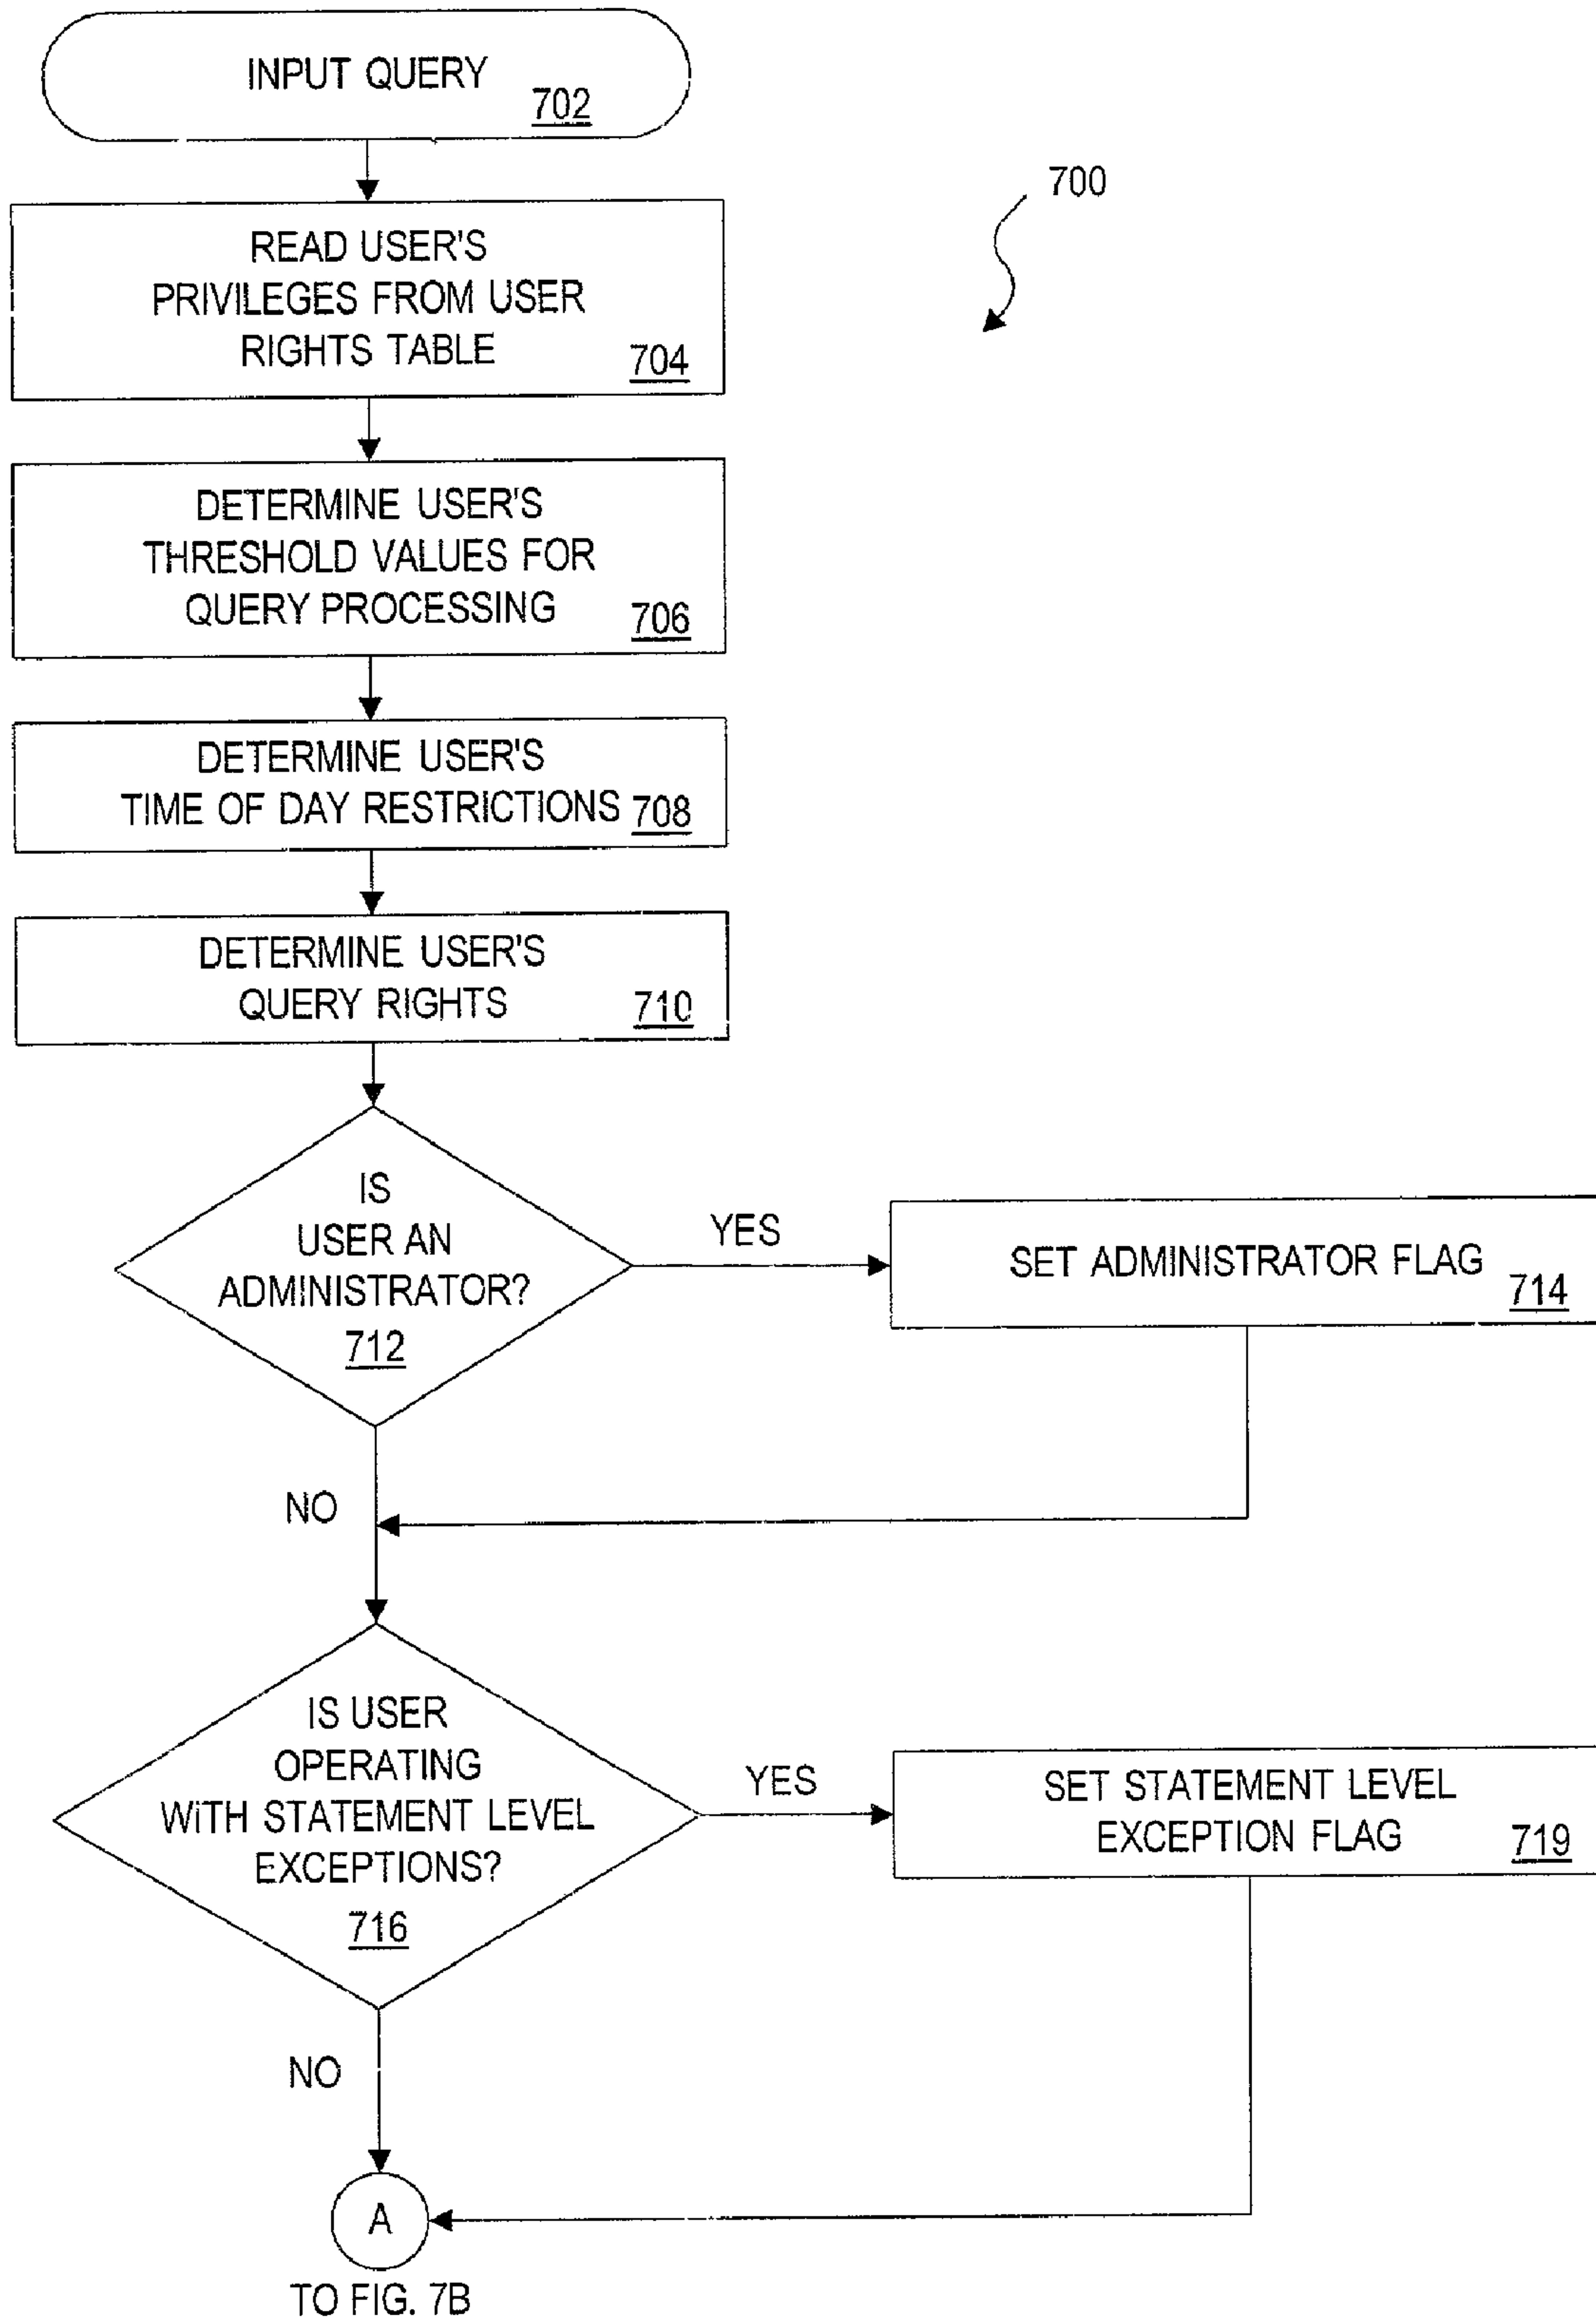 INPUT QUERY
702
700
READ USER'S
PRIVILEGES FROM USER
RIGHTS TABLE
704
DETERMINE USER'S
THRESHOLD VALUES FOR
QUERY PROCESSING
706
DETERMINE USER'S
TIME OF DAY RESTRICTIONS
708
DETERMINE USER'S
QUERY RIGHTS
710
IS
USER AN
ADMINISTRATOR?
712
YES
SET ADMINISTRATOR FLAG
714
NO
IS USER
OPERATING
WiTH STATEMENT LEVEL
EXCEPTIONS?
716
YES
SET STATEMENT LEVEL
EXCEPTION FLAG
719
NO
A
TO FIG. 7B